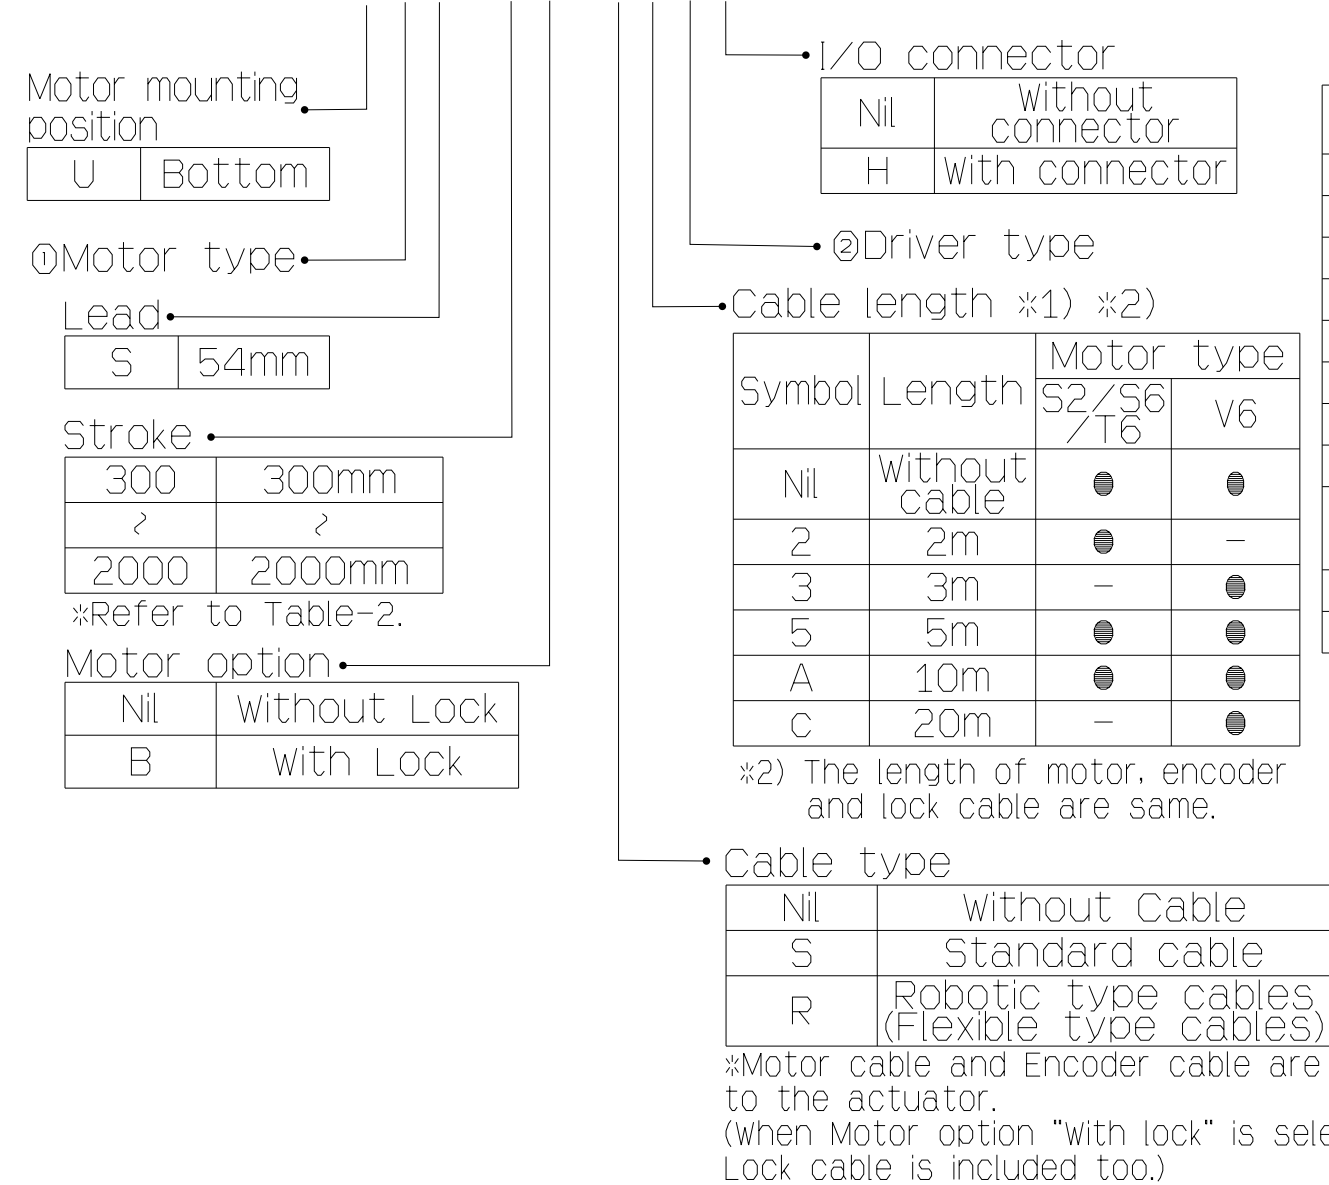 Motor mounting
position
U Bottom
①Motor type
Lead
S 54mm
Stroke
300 300mm
~ ~
2000 2000mm
※Refer to Table-2.
Motor option
Nil Without Lock
B With Lock
I/O connector
Nil Without
connector
H With connector
②Driver type
Cable length ※1) ※2)
Symbol Length Motor type
S2/S6
/T6 V6
Nil Without
cable ● ●
2 2m ● -
3 3m - ●
5 5m ● ●
A 10m ● ●
C 20m - ●
※2) The length of motor, encoder
and lock cable are same.
Cable type
Nil Without Cable
S Standard cable
R Robotic type cables
(Flexible type cables)
※Motor cable and Encoder cable are
to the actuator.
(When Motor option "With lock" is sele
Lock cable is included too.)